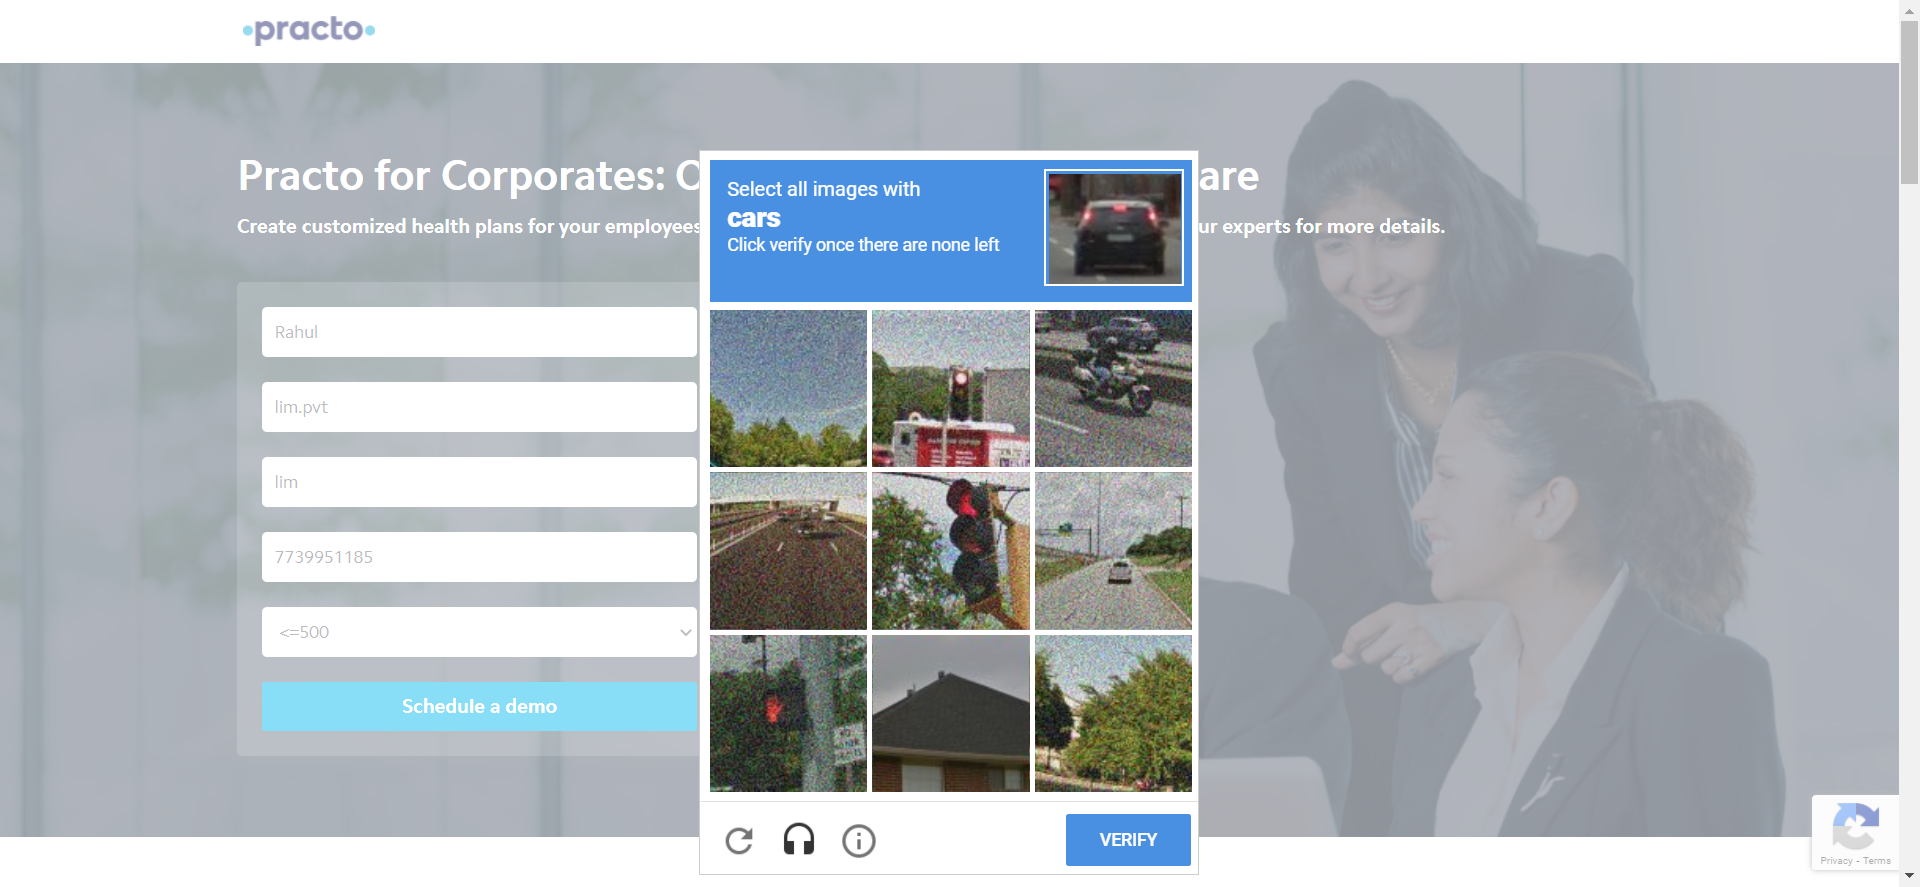 practo
Practo for Corporates: C
are
Create customized health plans for your employees
ur experts for more details.
Rahul
lim.pvt
lim
7739951185
<=500
Schedule a demo
Select all images with
cars
Click verify once there are none left
VERIFY
Privacy - Terms